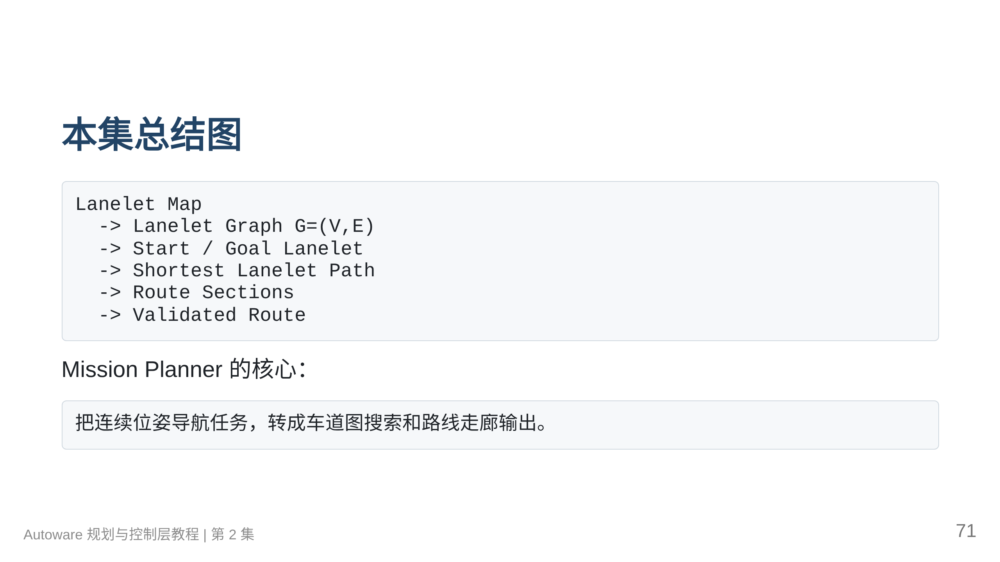 本集总结图
Lanelet Map
  -> Lanelet Graph G=(V,E)
  -> Start / Goal Lanelet
  -> Shortest Lanelet Path
  -> Route Sections
  -> Validated Route
Mission Planner 的核心：
把连续位姿导航任务，转成车道图搜索和路线走廊输出。
Autoware 规划与控制层教程 | 第 2 集
71